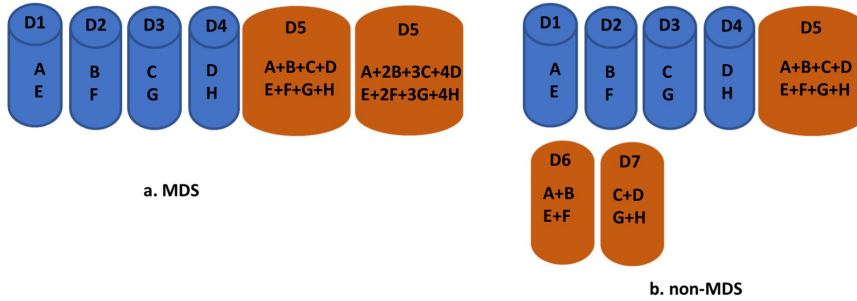 D1 D2 D3 D4 D5 D5
A B C D A+B+C+D A+2B+3C+4D
E F G H E+F+G+H E+2F+3G+4H
a. MDS
D1 D2 D3 D4 D5
A B C D A+B+C+D
E F G H E+F+G+H
D6 D7
A+B C+D
E+F G+H
b. non-MDS